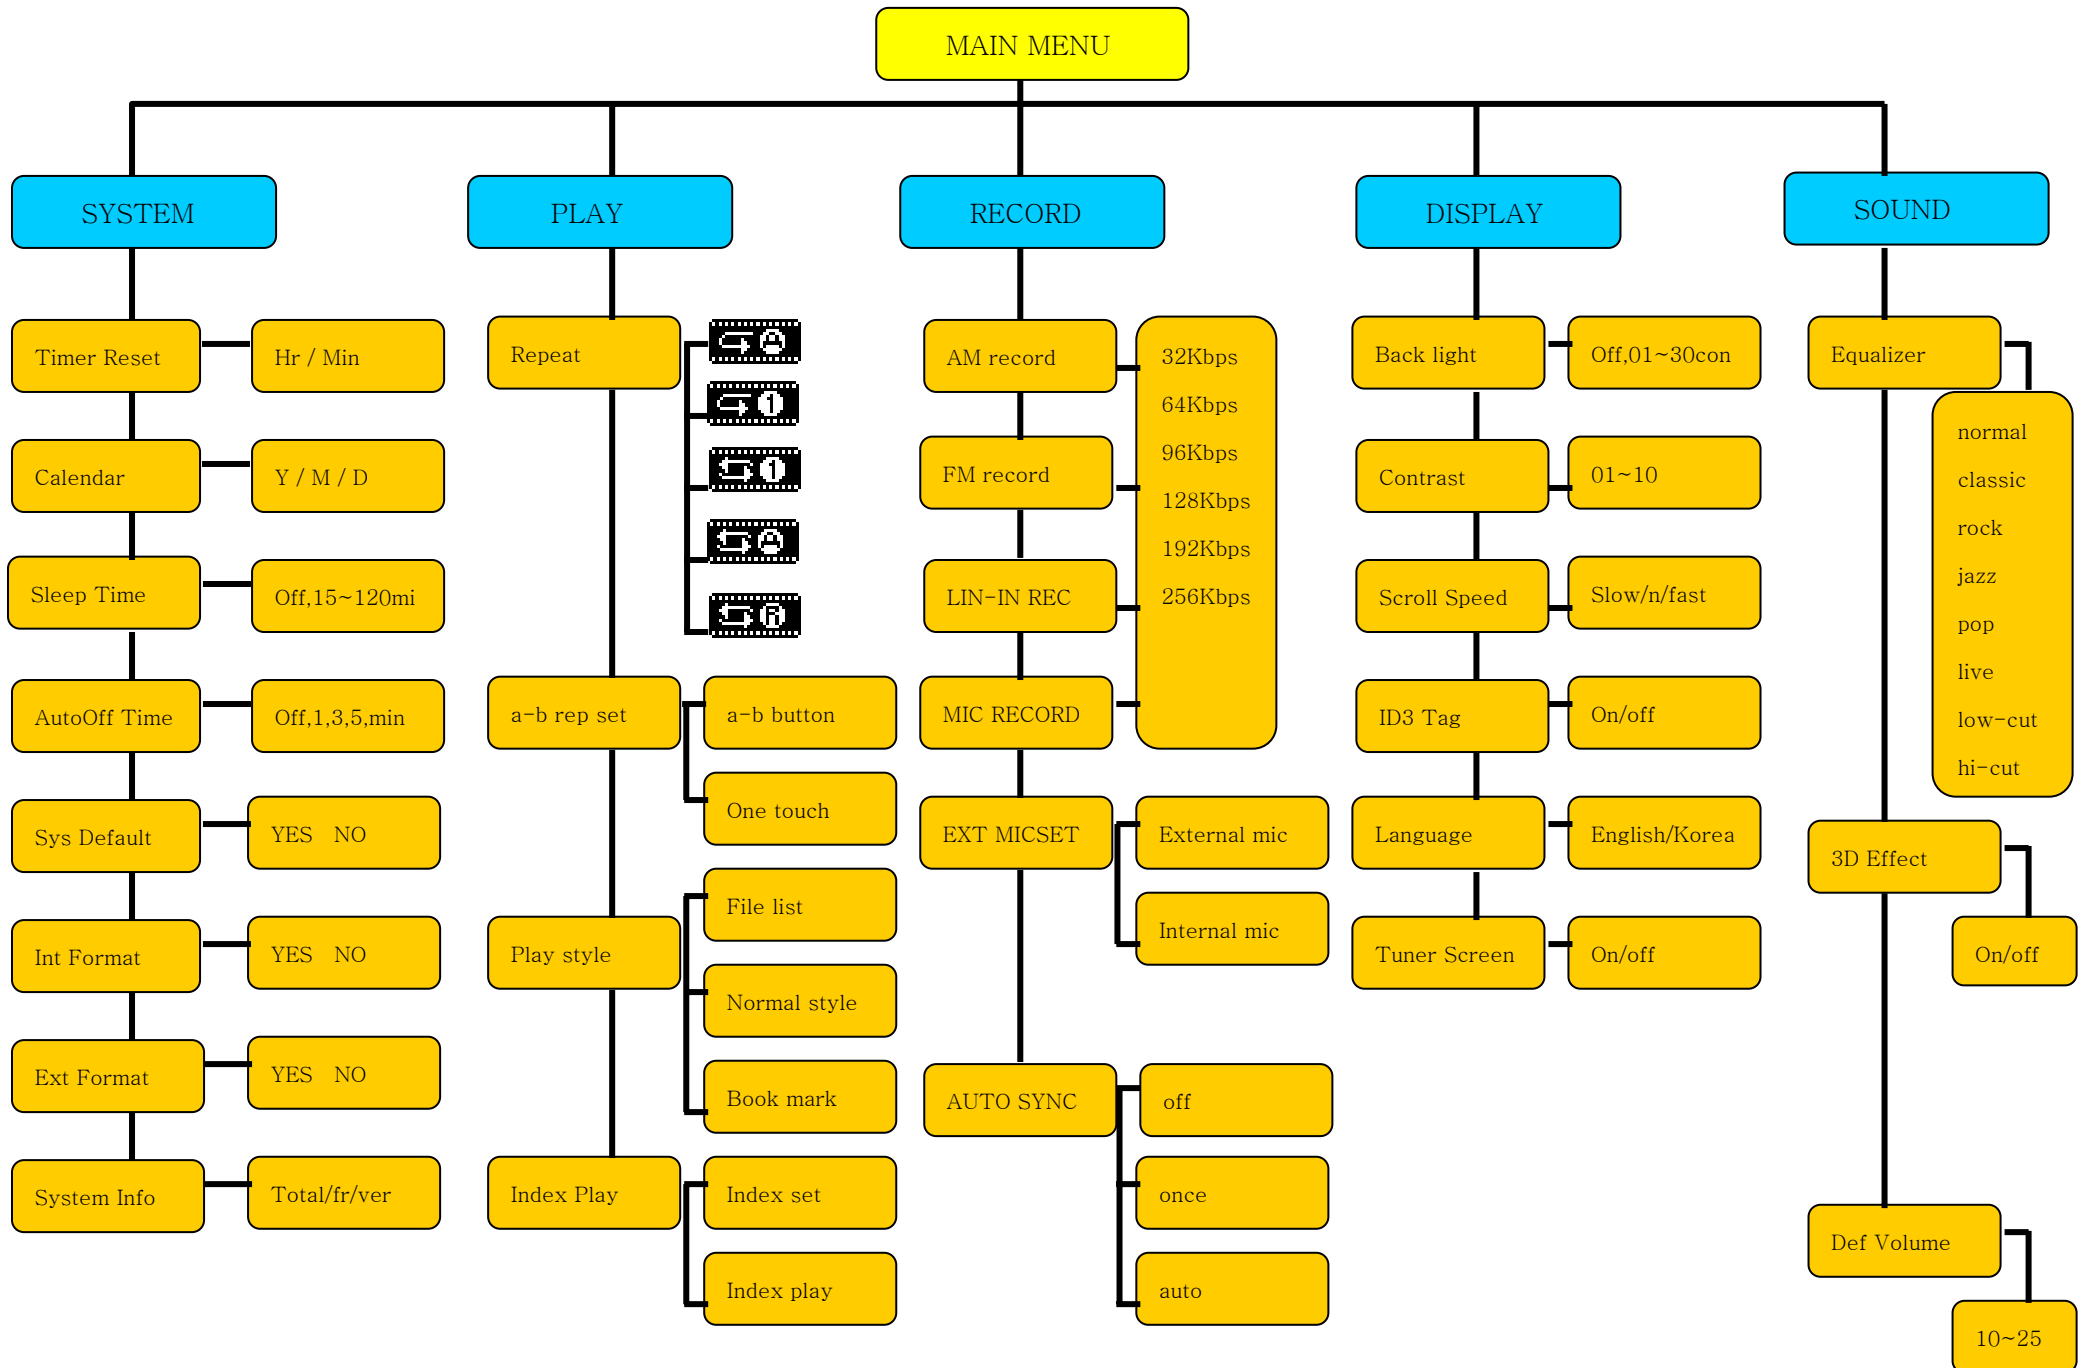 MAIN MENU
SYSTEM
PLAY
RECORD
DISPLAY
SOUND
Timer Reset
Hr / Min
Calendar
Y / M / D
Sleep Time
Off,15~120mi
AutoOff Time
Off,1,3,5,min
Sys Default
YES NO
Int Format
YES NO
Ext Format
YES NO
System Info
Total/fr/ver
Repeat
A
1
1
A
R
a-b rep set
a-b button
One touch
Play style
File list
Normal style
Book mark
Index Play
Index set
Index play
AM record
FM record
LIN-IN REC
MIC RECORD
32Kbps
64Kbps
96Kbps
128Kbps
192Kbps
256Kbps
EXT MICSET
External mic
Internal mic
AUTO SYNC
off
once
auto
Back light
Off,01~30con
Contrast
01~10
Scroll Speed
Slow/n/fast
ID3 Tag
On/off
Language
English/Korea
Tuner Screen
On/off
Equalizer
normal
classic
rock
jazz
pop
live
low-cut
hi-cut
3D Effect
On/off
Def Volume
10~25